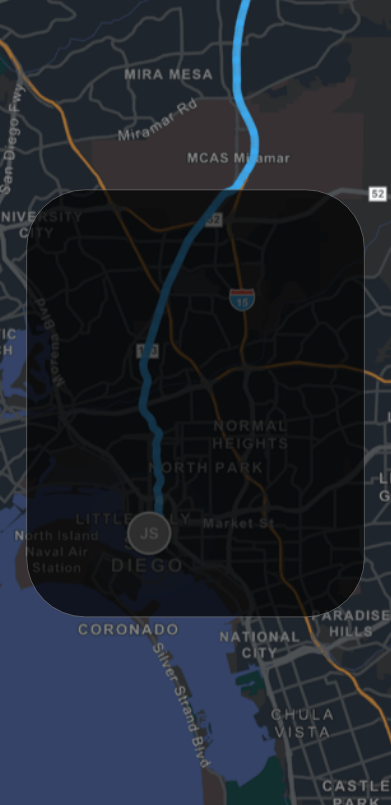 MIRA MESA
Miramar Rd
San Diego Fwy
MCAS Miramar
52
UNIVERSITY
CITY
52
15
163
NORMAL
HEIGHTS
NORTH PARK
LITTLE ITALY
Market St
JS
North Island
Naval Air
Station
DIEGO
CORONADO
PARADISE
HILLS
NATIONAL
CITY
Silver Strand Blvd
CHULA
VISTA
CASTLE
PARK